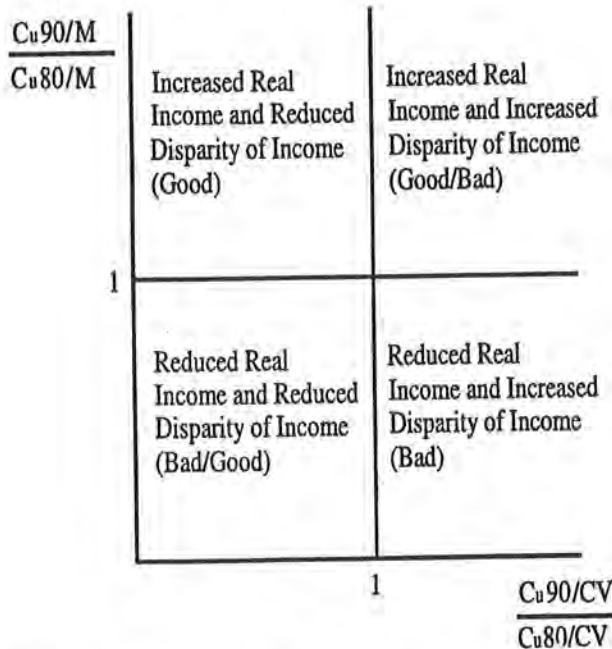 Cu90/M
Cu80/M
Increased Real
Income and Reduced
Disparity of Income
(Good)
Increased Real
Income and Increased
Disparity of Income
(Good/Bad)
1
Reduced Real
Income and Reduced
Disparity of Income
(Bad/Good)
Reduced Real
Income and Increased
Disparity of Income
(Bad)
1
Cu90/CV
Cu80/CV